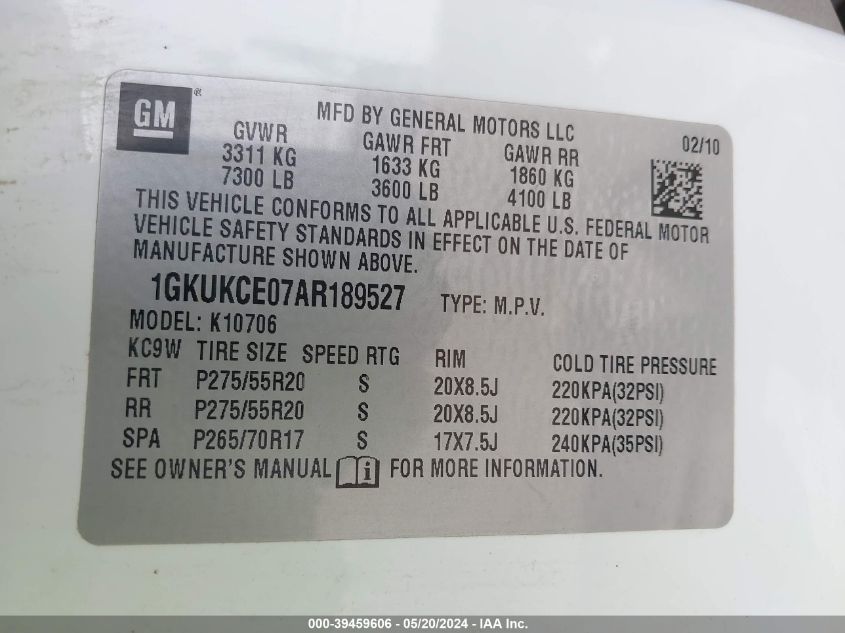 GM®
MFD BY GENERAL MOTORS LLC
02/10
GVWR GAWR FRT GAWR RR
3311 KG 1633 KG 1860 KG
7300 LB 3600 LB 4100 LB
THIS VEHICLE CONFORMS TO ALL APPLICABLE U.S. FEDERAL MOTOR
VEHICLE SAFETY STANDARDS IN EFFECT ON THE DATE OF
MANUFACTURE SHOWN ABOVE.
1GKUKCE07AR189527 TYPE: M.P.V.
MODEL: K10706
KC9W TIRE SIZE SPEED RTG RIM COLD TIRE PRESSURE
FRT P275/55R20 S 20X8.5J 220KPA(32PSI)
RR P275/55R20 S 20X8.5J 220KPA(32PSI)
SPA P265/70R17 S 17X7.5J 240KPA(35PSI)
SEE OWNER'S MANUAL i FOR MORE INFORMATION.
000-39459606 - 05/20/2024 - IAA Inc.